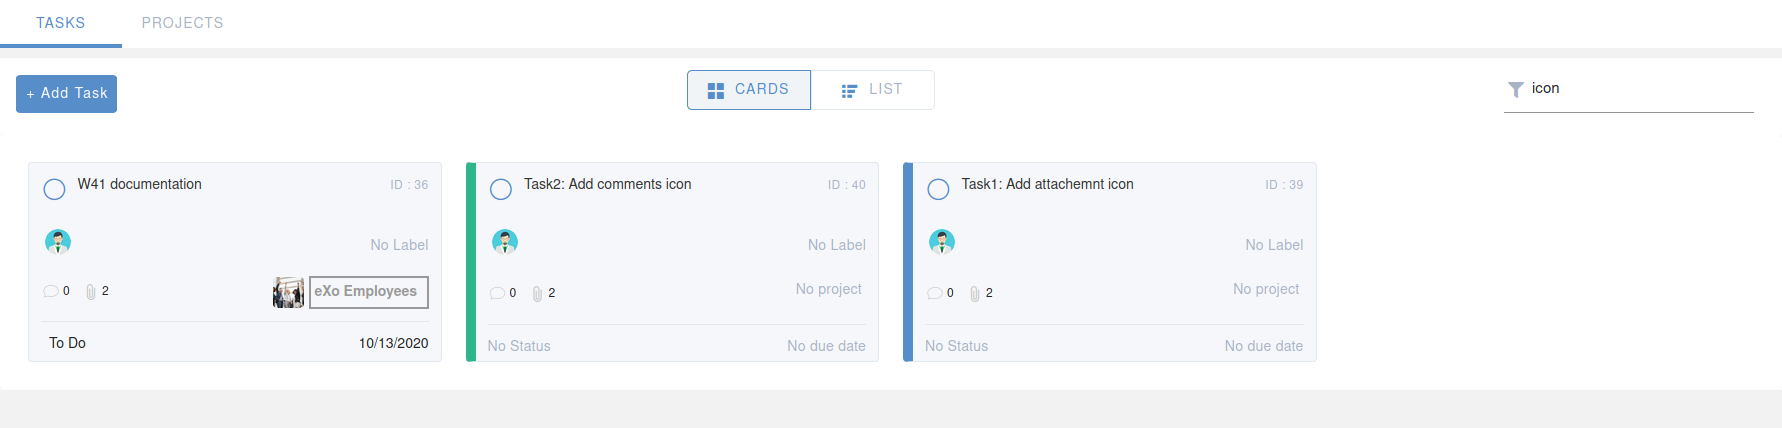 TASKS PROJECTS
+ Add Task CARDS LIST icon
W41 documentation ID : 36
No Label
0 2 eXo Employees
To Do 10/13/2020
Task2: Add comments icon ID : 40
No Label
0 2 No project
No Status No due date
Task1: Add attachemnt icon ID : 39
No Label
0 2 No project
No Status No due date